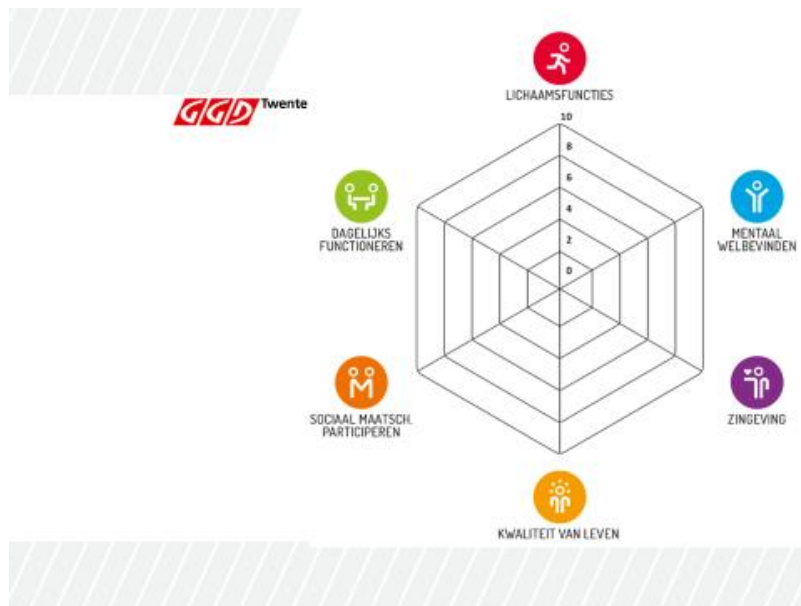 GGD Twente
LICHAAMSFUNCTIES
10
8
6
4
2
0
DAGELIJKS
FUNCTIONEREN
MENTAAL
WELBEVINDEN
SOCIAAL MAATSCH.
PARTICIPEREN
ZINGEVING
KWALITEIT VAN LEVEN